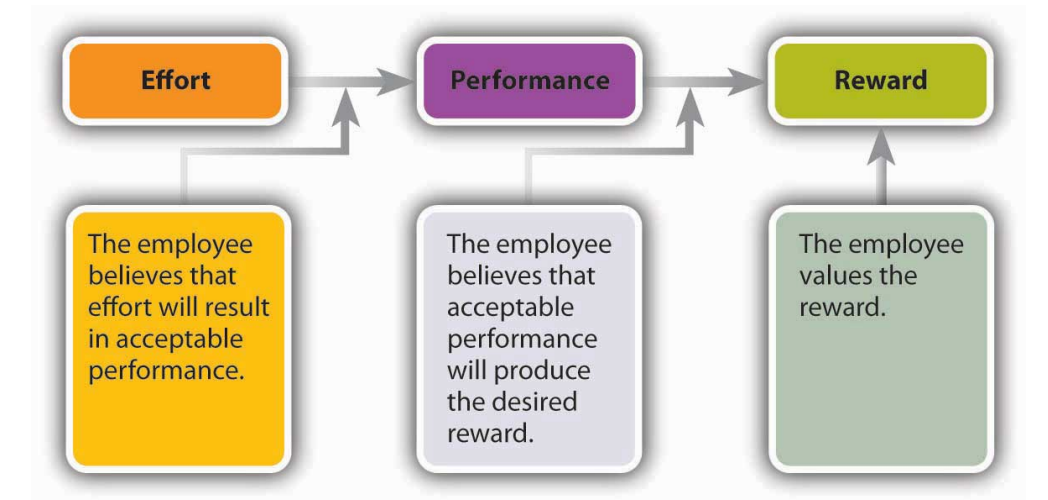 Effort
Performance
Reward
The employee
believes that
effort will result
in acceptable
performance.
The employee
believes that
acceptable
performance
will produce
the desired
reward.
The employee
values the
reward.